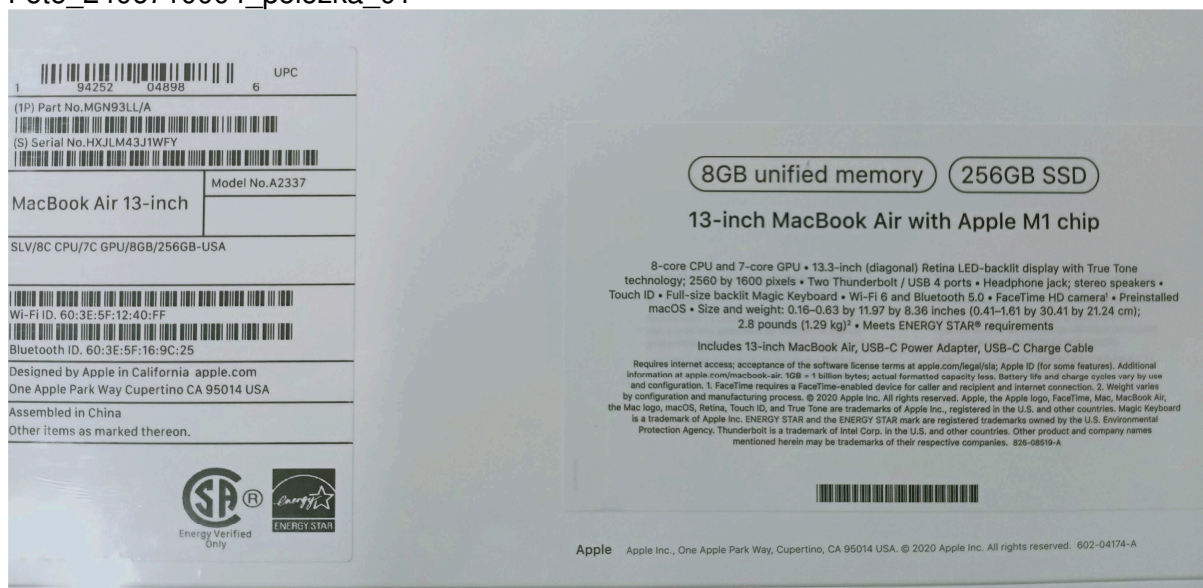 1 94252 04898 6 UPC
(1P) Part No.MGN93LL/A
(S) Serial No.HXJLM43J1WFY
MacBook Air 13-inch
Model No.A2337
SLV/8C CPU/7C GPU/8GB/256GB-USA
Wi-Fi ID. 60:3E:5F:12:40:FF
Bluetooth ID. 60:3E:5F:16:9C:25
Designed by Apple in California apple.com
One Apple Park Way Cupertino CA 95014 USA
Assembled in China
Other items as marked thereon.
SA ®
Energy Verified
Only
energy
ENERGY STAR
8GB unified memory 256GB SSD
13-inch MacBook Air with Apple M1 chip
8-core CPU and 7-core GPU • 13.3-inch (diagonal) Retina LED-backlit display with True Tone
technology; 2560 by 1600 pixels • Two Thunderbolt / USB 4 ports • Headphone jack; stereo speakers •
Touch ID • Full-size backlit Magic Keyboard • Wi-Fi 6 and Bluetooth 5.0 • FaceTime HD camera¹ • Preinstalled
macOS • Size and weight: 0.16–0.63 by 11.97 by 8.36 inches (0.41–1.61 by 30.41 by 21.24 cm);
2.8 pounds (1.29 kg)² • Meets ENERGY STAR® requirements
Includes 13-inch MacBook Air, USB-C Power Adapter, USB-C Charge Cable
Requires internet access; acceptance of the software license terms at apple.com/legal/sla; Apple ID (for some features). Additional
information at apple.com/macbook-air. 1GB = 1 billion bytes; actual formatted capacity less. Battery life and charge cycles vary by use
and configuration. 1. FaceTime requires a FaceTime-enabled device for caller and recipient and internet connection. 2. Weight varies
by configuration and manufacturing process. © 2020 Apple Inc. All rights reserved. Apple, the Apple logo, FaceTime, Mac, MacBook Air,
the Mac logo, macOS, Retina, Touch ID, and True Tone are trademarks of Apple Inc., registered in the U.S. and other countries. Magic Keyboard
is a trademark of Apple Inc. ENERGY STAR and the ENERGY STAR mark are registered trademarks owned by the U.S. Environmental
Protection Agency. Thunderbolt is a trademark of Intel Corp. in the U.S. and other countries. Other product and company names
mentioned herein may be trademarks of their respective companies. 826-08519-A
Apple Apple Inc., One Apple Park Way, Cupertino, CA 95014 USA. © 2020 Apple Inc. All rights reserved. 602-04174-A